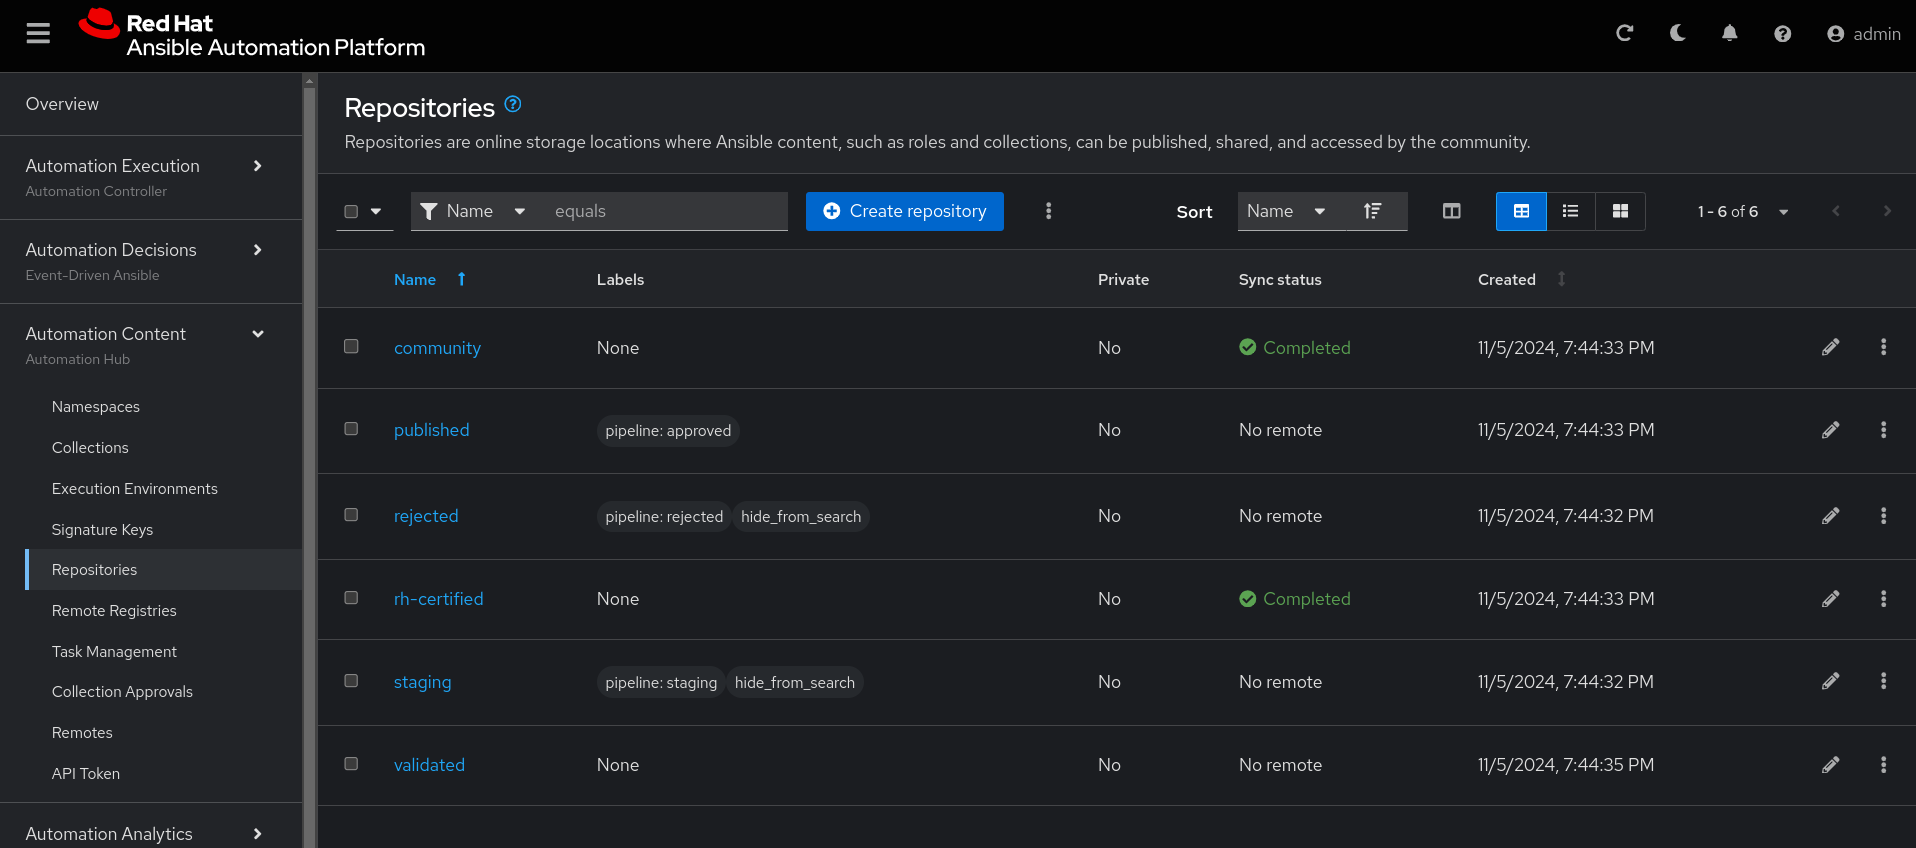 Red Hat
Ansible Automation Platform
admin
Overview
Automation Execution
Automation Controller
Automation Decisions
Event-Driven Ansible
Automation Content
Automation Hub
Namespaces
Collections
Execution Environments
Signature Keys
Repositories
Remote Registries
Task Management
Collection Approvals
Remotes
API Token
Automation Analytics
Repositories
Repositories are online storage locations where Ansible content, such as roles and collections, can be published, shared, and accessed by the community.
Name equals Create repository Sort Name 1 - 6 of 6
Name Labels Private Sync status Created
community None No Completed 11/5/2024, 7:44:33 PM
published pipeline: approved No No remote 11/5/2024, 7:44:33 PM
rejected pipeline: rejected hide_from_search No No remote 11/5/2024, 7:44:32 PM
rh-certified None No Completed 11/5/2024, 7:44:33 PM
staging pipeline: staging hide_from_search No No remote 11/5/2024, 7:44:32 PM
validated None No No remote 11/5/2024, 7:44:35 PM